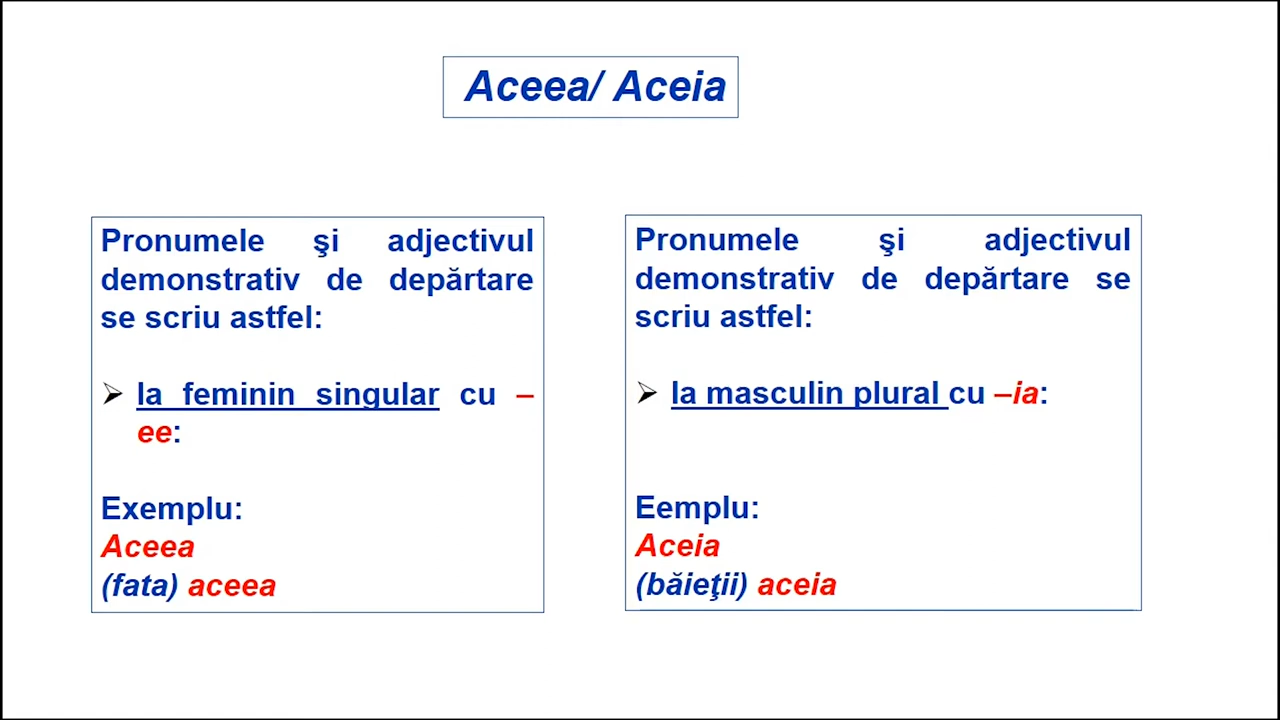 Aceea/ Aceia
Pronumele şi adjectivul
demonstrativ de depărtare
se scriu astfel:
➢ la feminin singular cu –
ee:
Exemplu:
Aceea
(fata) aceea
Pronumele şi adjectivul
demonstrativ de depărtare se
scriu astfel:
➢ la masculin plural cu –ia:
Eemplu:
Aceia
(băieţii) aceia